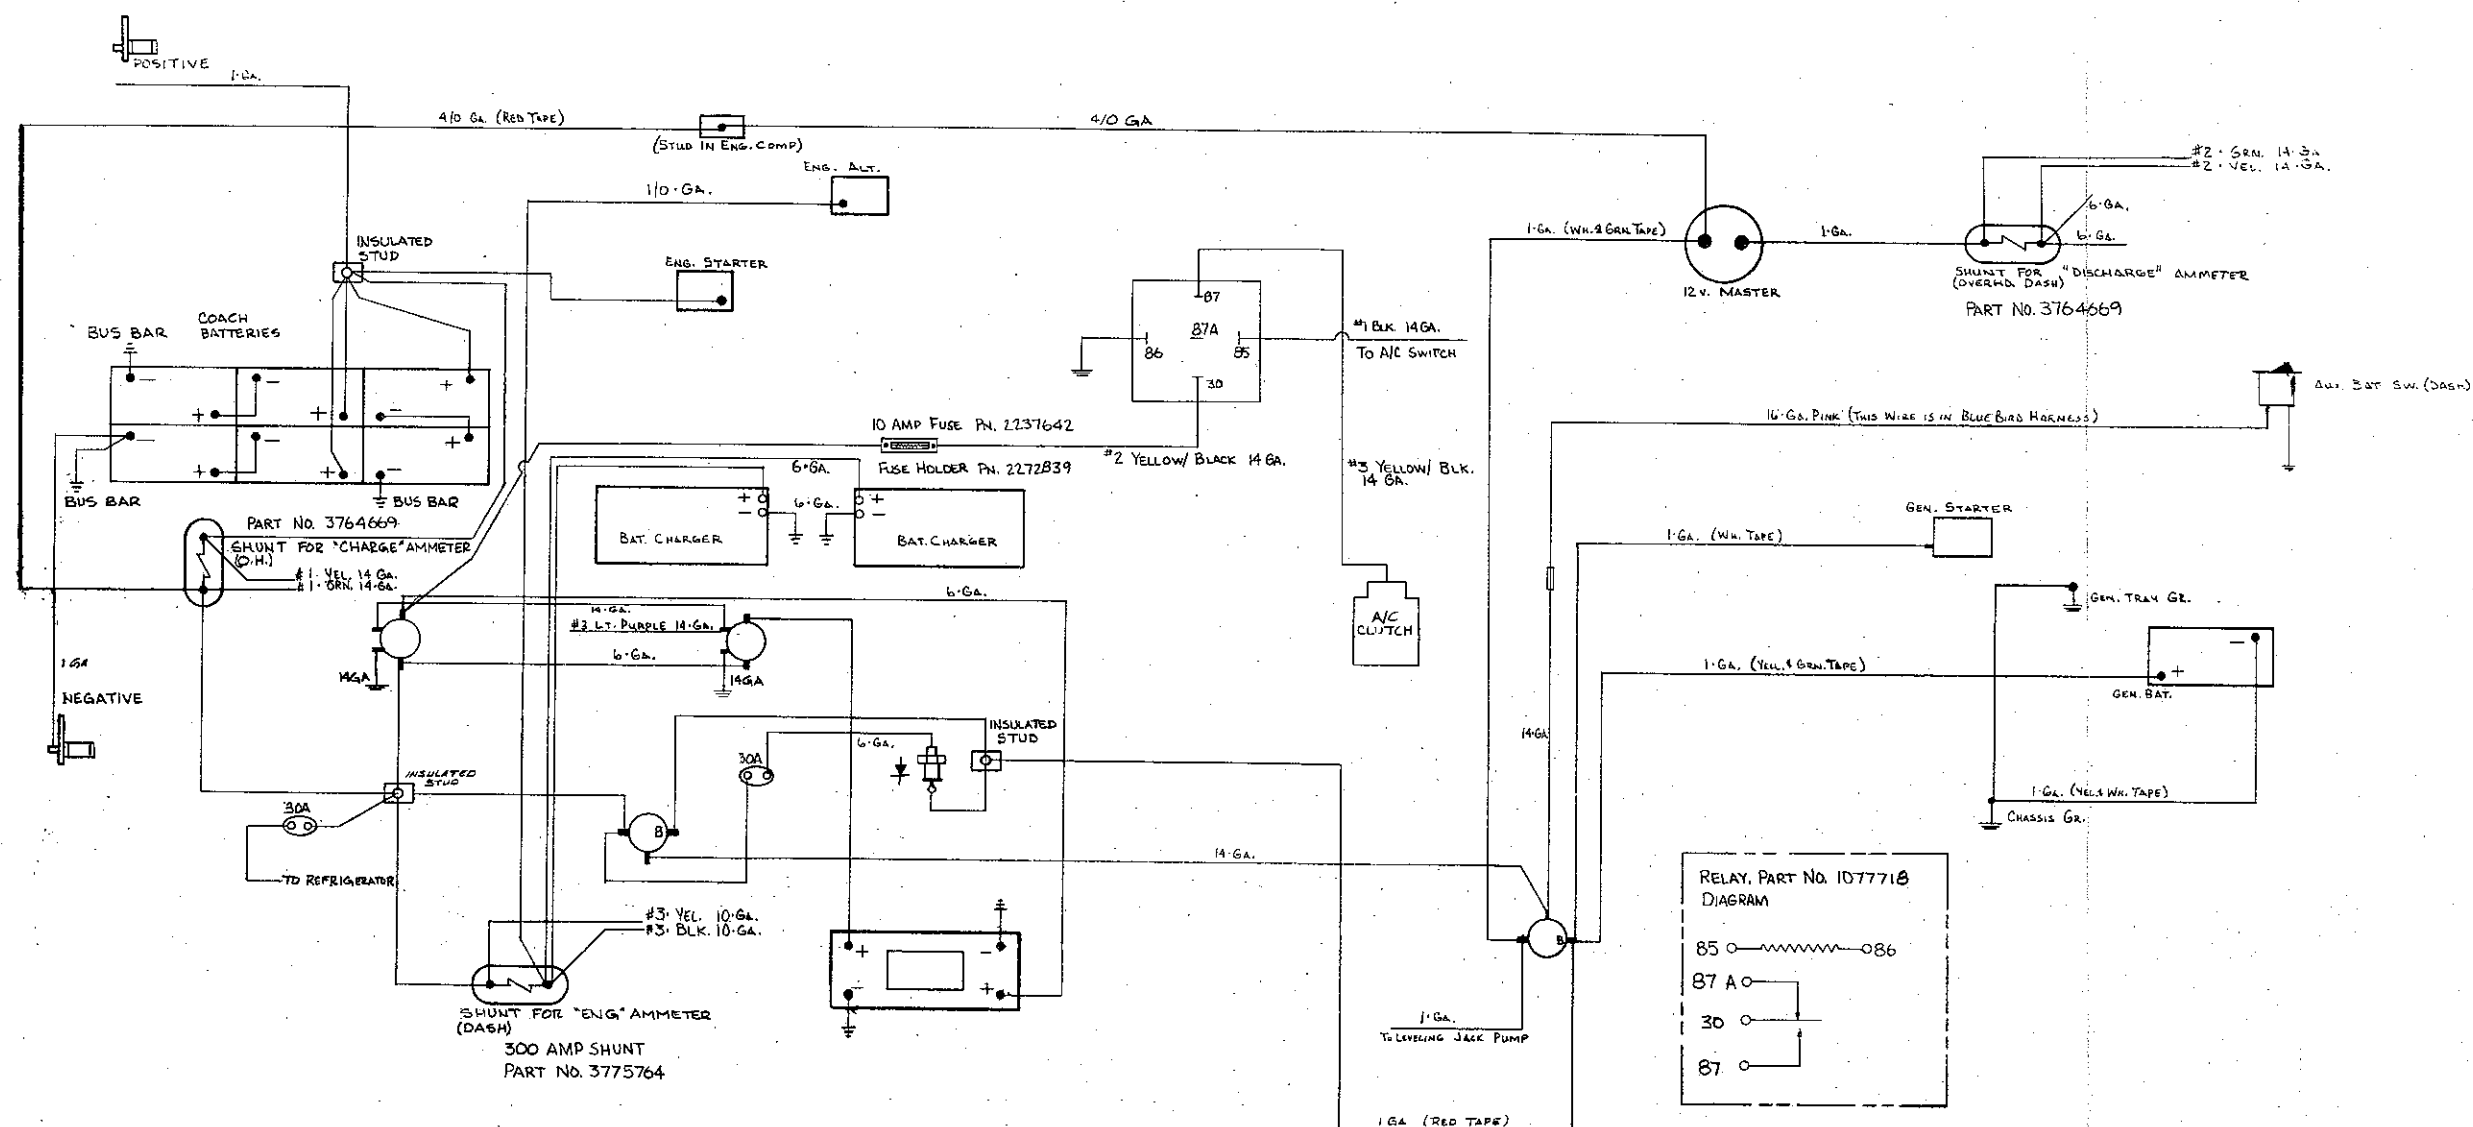 POSITIVE
1·GA.
4/0 GA. (RED TAPE)
(STUD IN ENG. COMP)
4/0 GA
ENG. ALT.
1/0·GA.
#2·GRN. 14·GA
#2·YEL. 14·GA.
6·GA.
6·GA.
1·GA. (WH.& GRN TAPE)
1·GA.
12 V. MASTER
SHUNT FOR "DISCHARGE" AMMETER
(OVERHD. DASH)
PART NO. 3764669
INSULATED
STUD
ENG. STARTER
BUS BAR
COACH
BATTERIES
87
87A
86
85
30
#1 BLK. 14GA.
TO A/C SWITCH
− − + + + −
− + + + −
BUS BAR
BUS BAR
10 AMP FUSE PN. 2237642
FUSE HOLDER PN. 2272839
#2 YELLOW/ BLACK 14 GA.
#3 YELLOW/ BLK.
14 GA.
16·GA. PINK (THIS WIRE IS IN BLUE BIRD HARNESS)
AUX. BAT SW. (DASH)
6·GA.
6·GA.
+
−
+
−
BAT. CHARGER
BAT. CHARGER
PART NO. 3764669
SHUNT FOR "CHARGE" AMMETER
(O.H.)
#1·YEL. 14 GA.
#1·GRN. 14·GA.
GEN. STARTER
1·GA. (WH. TAPE)
GEN. TRAY GR.
6·GA.
14·GA.
#3 LT. PURPLE 14·GA.
6·GA.
14GA
14GA
A/C
CLUTCH
1 GA
NEGATIVE
1·GA. (YELL.& GRN. TAPE)
−
+
GEN. BAT.
14·GA
INSULATED
STUD
6·GA.
30A
INSULATED
STUD
30A
B
TO REFRIGERATOR
1·GA. (YEL.& WH. TAPE)
CHASSIS GR.
14·GA.
#3·YEL. 10·GA.
#3·BLK. 10·GA.
+ −
− +
B
SHUNT FOR "ENG" AMMETER
(DASH)
300 AMP SHUNT
PART NO. 3775764
1·GA.
TO LEVELING JACK PUMP
1 GA (RED TAPE)
RELAY, PART NO. 1077718
DIAGRAM
85 86
87 A
30
87